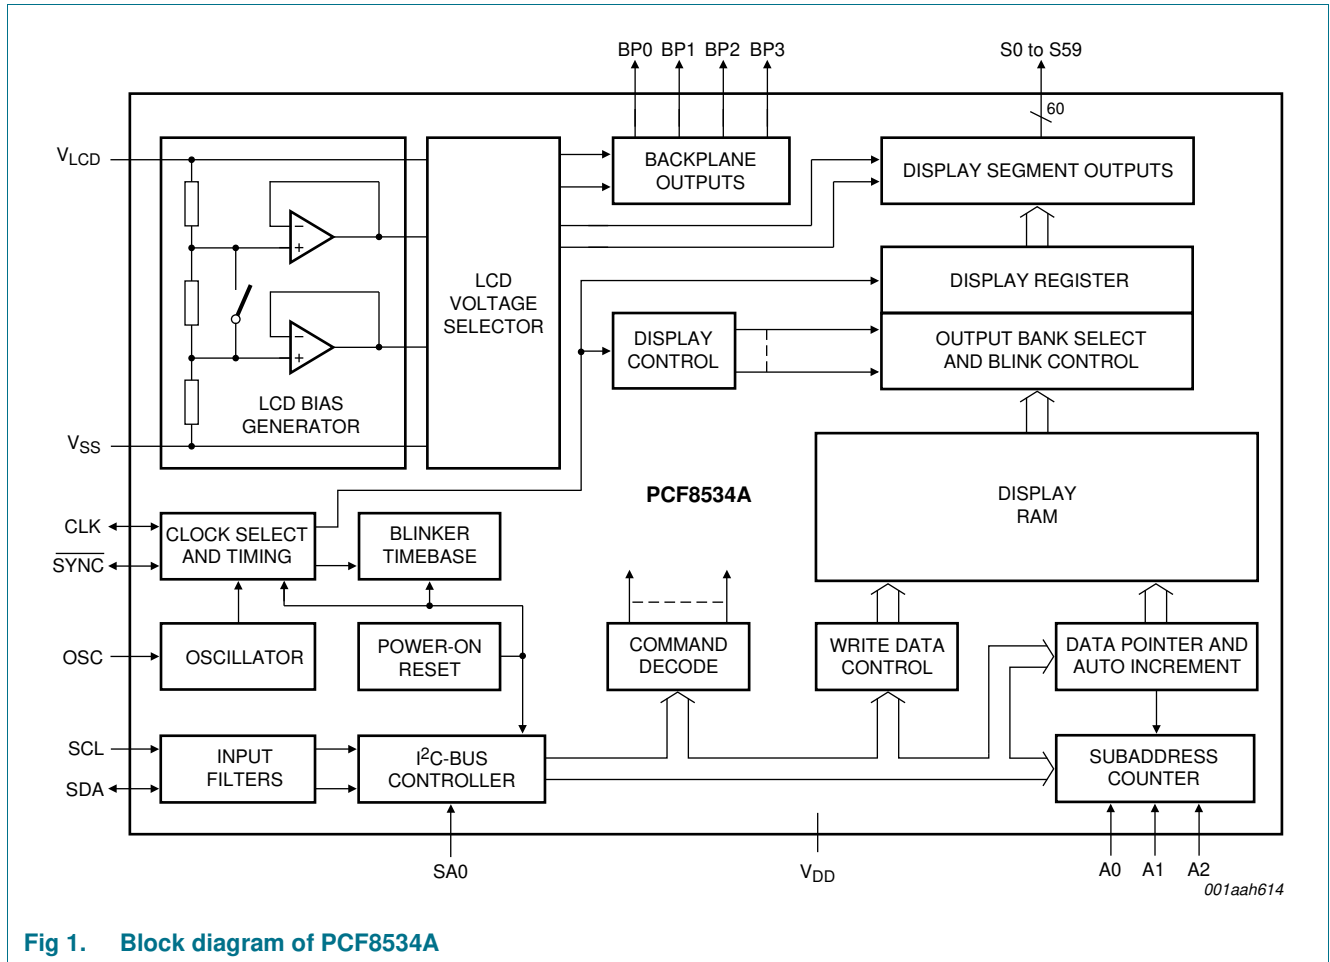 BP0 BP1 BP2 BP3
S0 to S59
60
VLCD
BACKPLANE
OUTPUTS
DISPLAY SEGMENT OUTPUTS
−
+
LCD
VOLTAGE
SELECTOR
DISPLAY REGISTER
−
+
DISPLAY
CONTROL
OUTPUT BANK SELECT
AND BLINK CONTROL
LCD BIAS
GENERATOR
VSS
PCF8534A
DISPLAY
RAM
CLK
SYNC
CLOCK SELECT
AND TIMING
BLINKER
TIMEBASE
OSC
OSCILLATOR
POWER-ON
RESET
COMMAND
DECODE
WRITE DATA
CONTROL
DATA POINTER AND
AUTO INCREMENT
SCL
SDA
INPUT
FILTERS
I2C-BUS
CONTROLLER
SUBADDRESS
COUNTER
SA0
VDD
A0 A1 A2
001aah614
Fig 1. Block diagram of PCF8534A